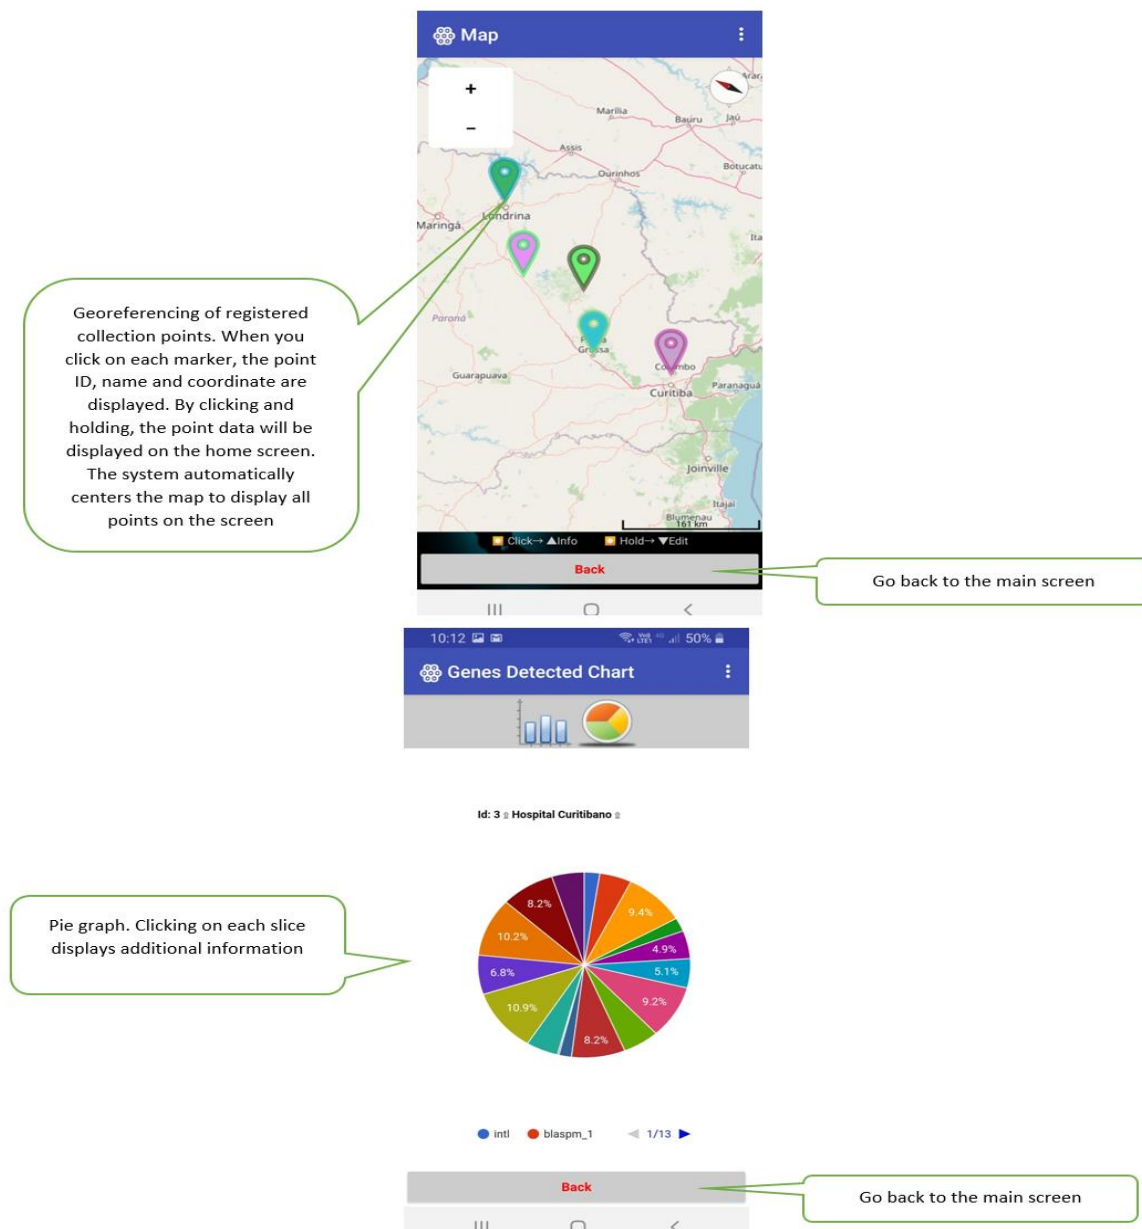 Map
+
−
Arara
Marília
Bauru
Jaú
Assis
Ourinhos
Botucatu
Londrina
Maringá
Ita
Paraná
Grossa
Colombo
Guarapuava
Curitiba
Paranaguá
Joinville
Itajaí
Blumenau
161 km
Click→ ▲Info
Hold→ ▼Edit
Back
Georeferencing of registered
collection points. When you
click on each marker, the point
ID, name and coordinate are
displayed. By clicking and
holding, the point data will be
displayed on the home screen.
The system automatically
centers the map to display all
points on the screen
Go back to the main screen
10:12
50%
Genes Detected Chart
Id: 3
Hospital Curitibano
8.2%
9.4%
10.2%
4.9%
6.8%
5.1%
10.9%
9.2%
8.2%
Pie graph. Clicking on each slice
displays additional information
intI
blaspm_1
◀ 1/13 ▶
Back
Go back to the main screen